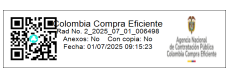 Colombia Compra Eficiente
Rad No. 2_2025_07_01_006498
Anexos: No Con copia: No
Fecha: 01/07/2025 09:15:23
Agencia Nacional
de Contratación Pública
Colombia Compra Eficiente